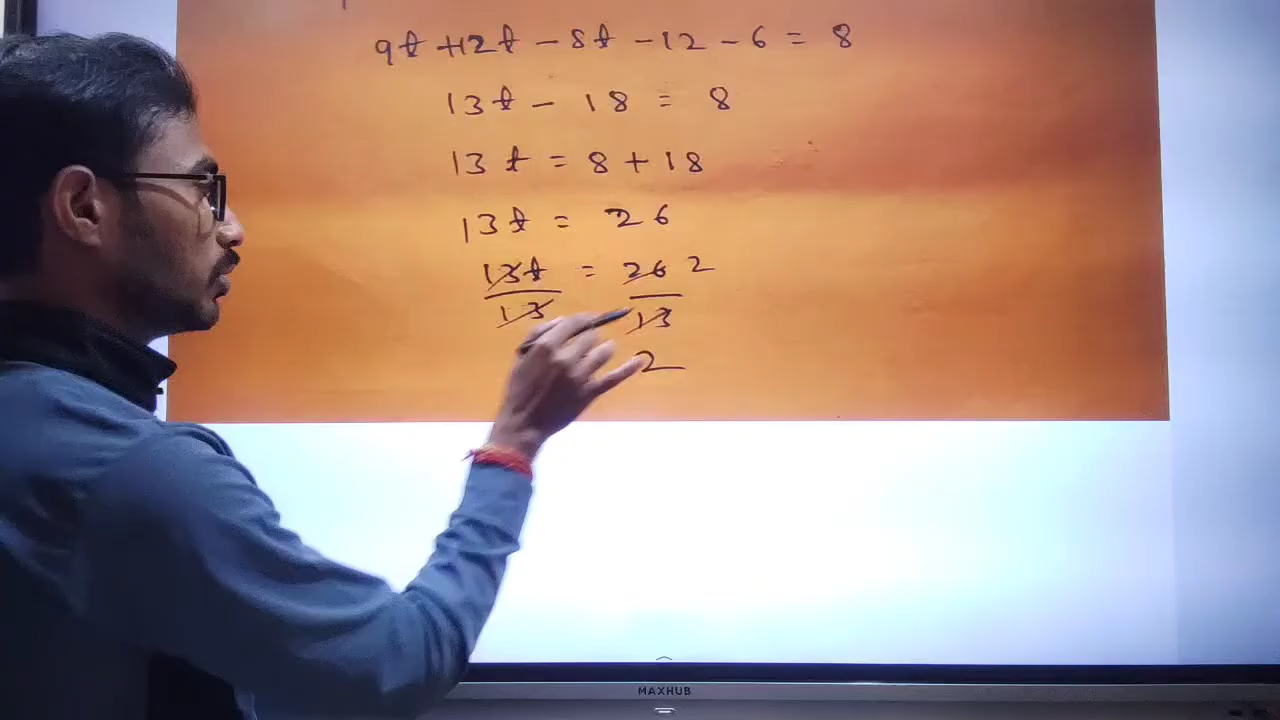 9t +12t - 8t - 12 - 6 = 8
13t - 18 = 8
13 t = 8 + 18
13t = 26
13t = 26 2
13 13
2
MAXHUB